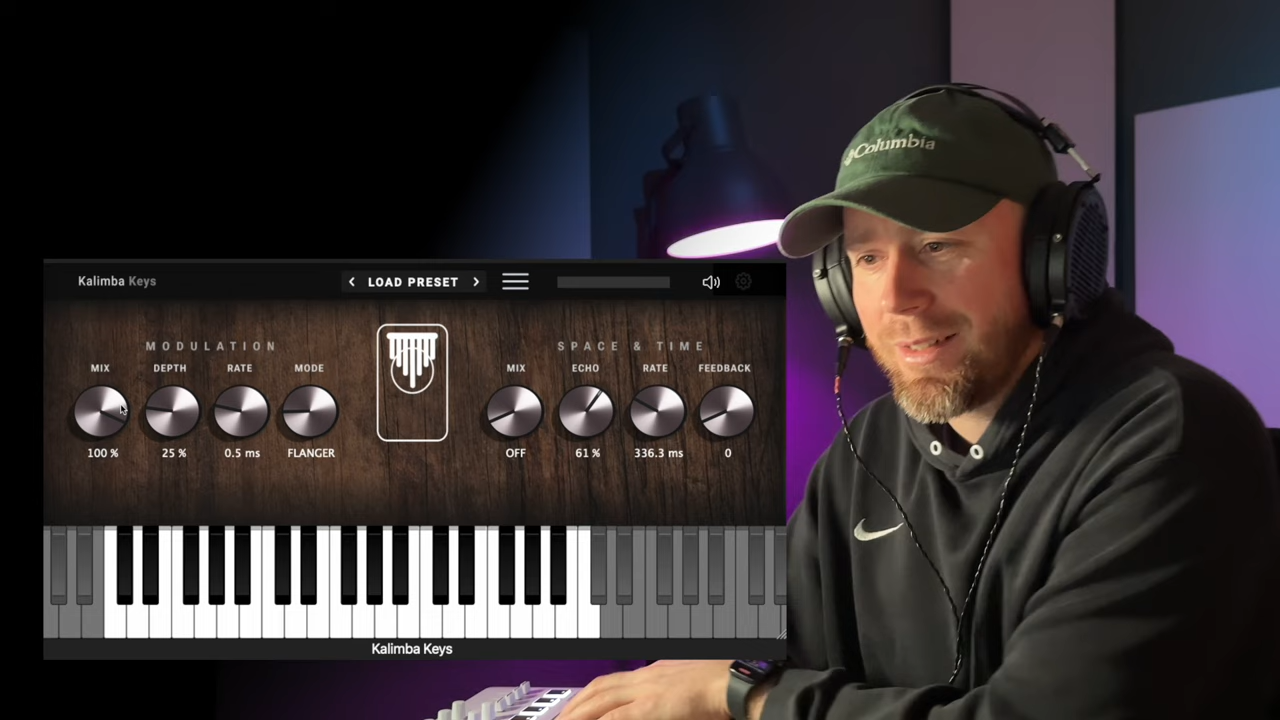 Columbia
Kalimba Keys
LOAD PRESET
MODULATION
SPACE & TIME
MIX DEPTH RATE MODE
MIX ECHO RATE FEEDBACK
100 % 25 % 0.5 ms FLANGER
OFF 61 % 336.3 ms 0
Kalimba Keys